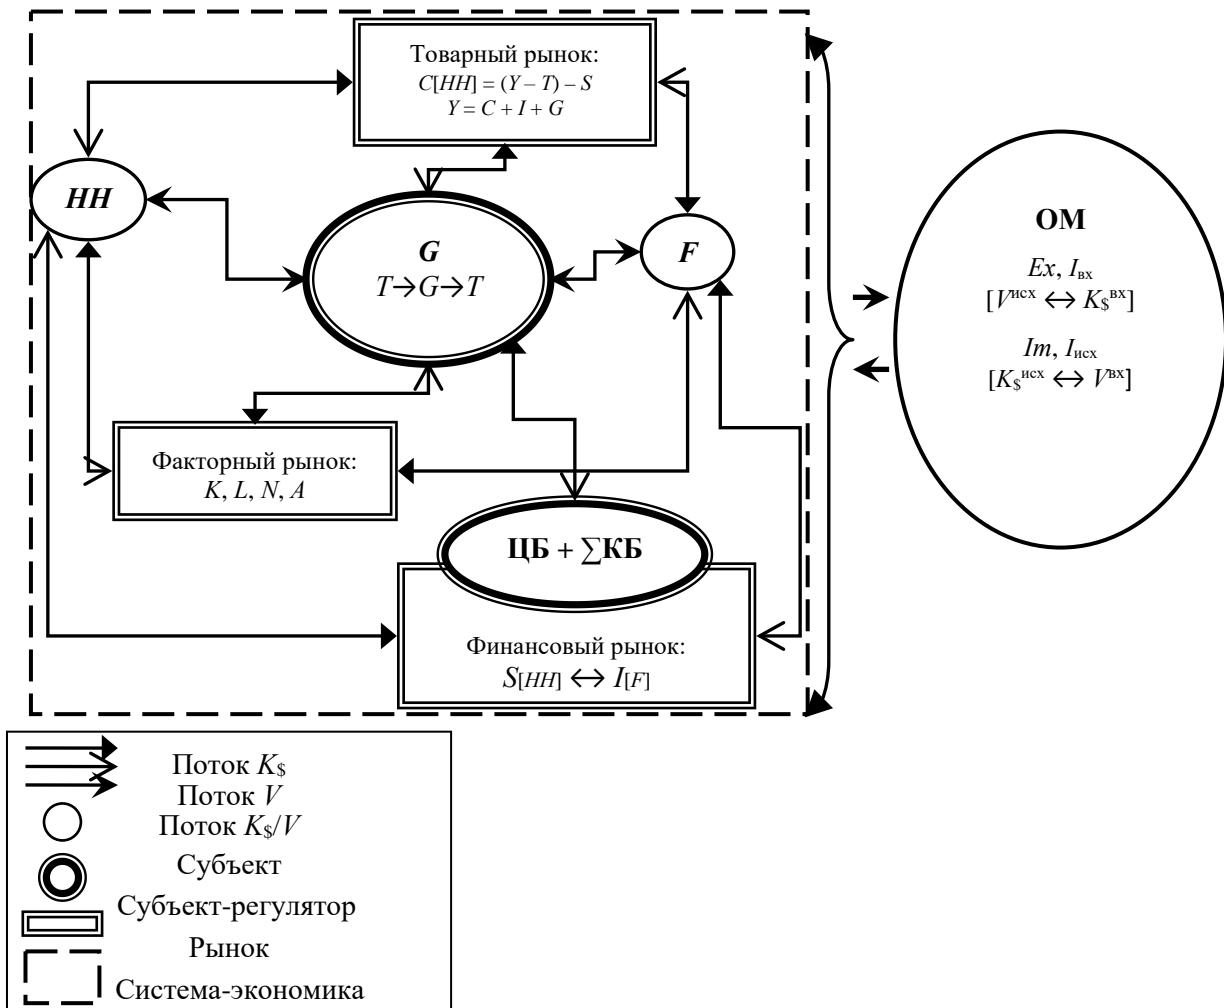 Товарный рынок:
C[HH] = (Y – T) – S
Y = C + I + G
HH
G
T→G→T
F
Факторный рынок:
K, L, N, A
ЦБ + ∑КБ
Финансовый рынок:
S[HH] ↔ I[F]
ОМ
Ex, Iвх
[Vисх ↔ K$вх]
Im, Iисх
[K$исх ↔ Vвх]
Поток K$
Поток V
Поток K$/V
Субъект
Субъект-регулятор
Рынок
Система-экономика